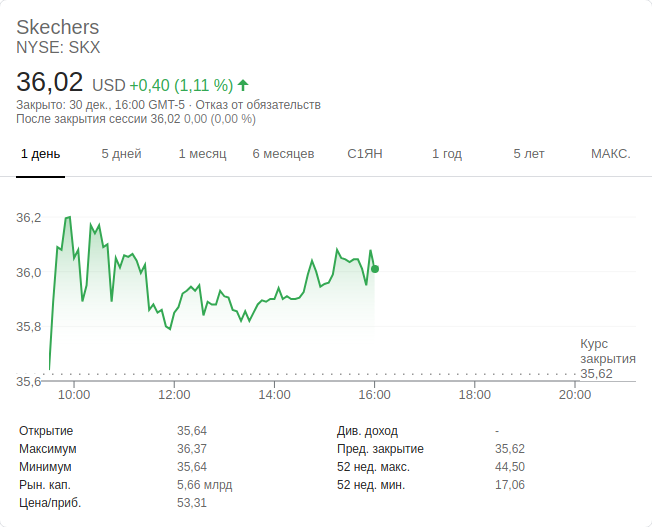 Skechers
NYSE: SKX
36,02 USD +0,40 (1,11 %)
Закрыто: 30 дек., 16:00 GMT-5 · Отказ от обязательств
После закрытия сессии 36,02 0,00 (0,00 %)
1 день 5 дней 1 месяц 6 месяцев С1ЯН 1 год 5 лет МАКС.
36,2
36,0
35,8
Курс
закрытия
35,62
35,6
10:00 12:00 14:00 16:00 18:00 20:00
Открытие 35,64 Див. доход -
Максимум 36,37 Пред. закрытие 35,62
Минимум 35,64 52 нед. макс. 44,50
Рын. кап. 5,66 млрд 52 нед. мин. 17,06
Цена/приб. 53,31